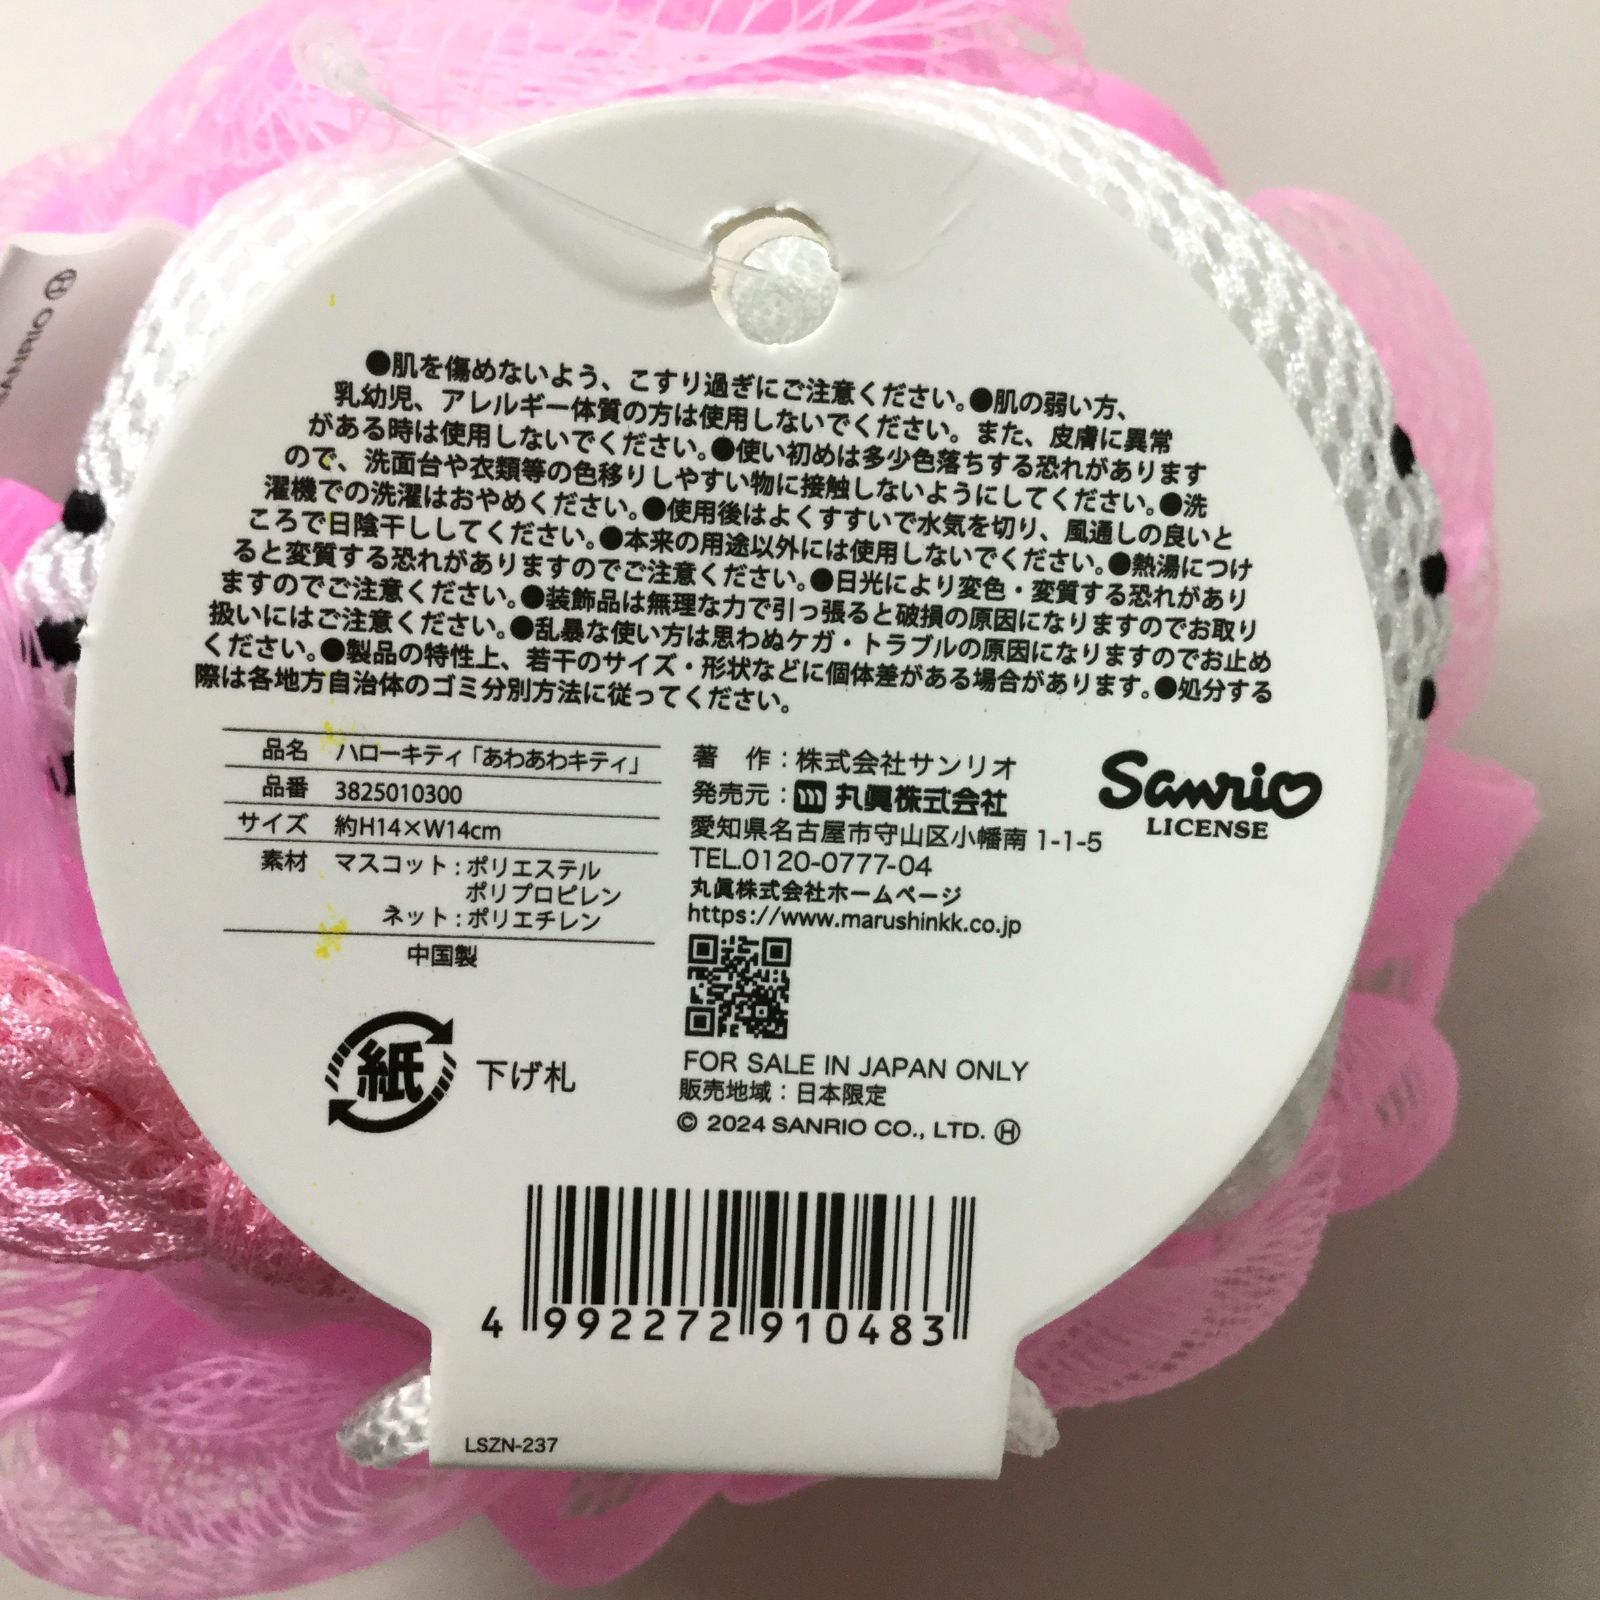 ●肌を傷めないよう、こすり過ぎにご注意ください。●肌の弱い方、
乳幼児、アレルギー体質の方は使用しないでください。また、皮膚に異常
がある時は使用しないでください。●使い初めは多少色落ちする恐れがあります
ので、洗面台や衣類等の色移りしやすい物に接触しないようにしてください。●洗
濯機での洗濯はおやめください。●使用後はよくすすいで水気を切り、風通しの良いと
ころで日陰干ししてください。●本来の用途以外には使用しないでください。●熱湯につけ
ると変質する恐れがありますのでご注意ください。●日光により変色・変質する恐れがあり
ますのでご注意ください。●装飾品は無理な力で引っ張ると破損の原因になりますのでお取り
扱いにはご注意ください。●乱暴な使い方は思わぬケガ・トラブルの原因になりますのでお止め
ください。●製品の特性上、若干のサイズ・形状などに個体差がある場合があります。●処分する
際は各地方自治体のゴミ分別方法に従ってください。
品名 ハローキティ「あわあわキティ」
品番 3825010300
サイズ 約H14×W14cm
素材 マスコット：ポリエステル
ポリプロピレン
ネット：ポリエチレン
中国製
紙 下げ札
著 作：株式会社サンリオ
発売元：丸眞株式会社
愛知県名古屋市守山区小幡南 1-1-5
TEL.0120-0777-04
丸眞株式会社ホームページ
https://www.marushinkk.co.jp
Sanrio
LICENSE
FOR SALE IN JAPAN ONLY
販売地域：日本限定
© 2024 SANRIO CO., LTD. Ⓗ
4 992272 910483
LSZN-237